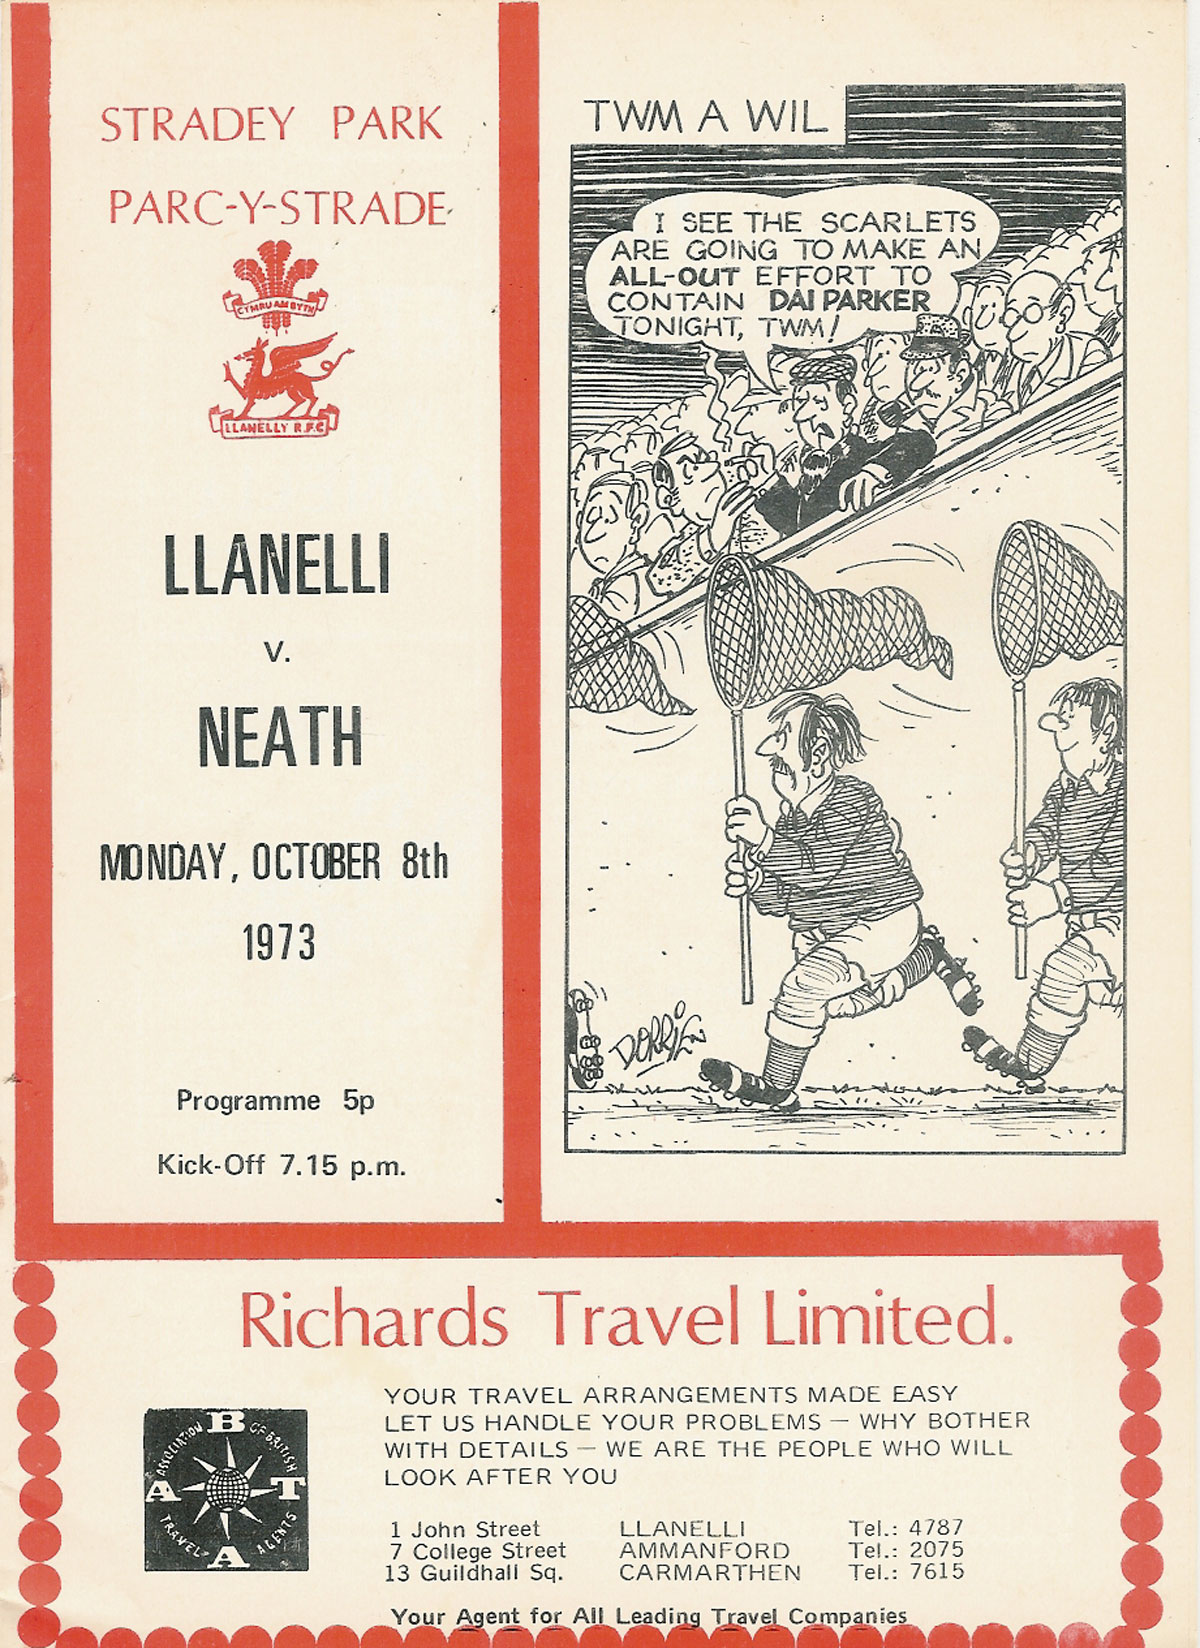 STRADEY PARK
PARC-Y-STRADE
CYMRU AM BYTH
LLANELLY R.F.C
LLANELLI
v.
NEATH
MONDAY, OCTOBER 8th
1973
Programme 5p
Kick-Off 7.15 p.m.
TWM A WIL
I SEE THE SCARLETS
ARE GOING TO MAKE AN
ALL-OUT EFFORT TO
CONTAIN DAI PARKER
TONIGHT, TWM!
DORRIEN
Richards Travel Limited.
ASSOCIATION OF BRITISH
TRAVEL AGENTS
ABTA
YOUR TRAVEL ARRANGEMENTS MADE EASY
LET US HANDLE YOUR PROBLEMS — WHY BOTHER
WITH DETAILS — WE ARE THE PEOPLE WHO WILL
LOOK AFTER YOU
1 John Street LLANELLI Tel.: 4787
7 College Street AMMANFORD Tel.: 2075
13 Guildhall Sq. CARMARTHEN Tel.: 7615
Your Agent for All Leading Travel Companies